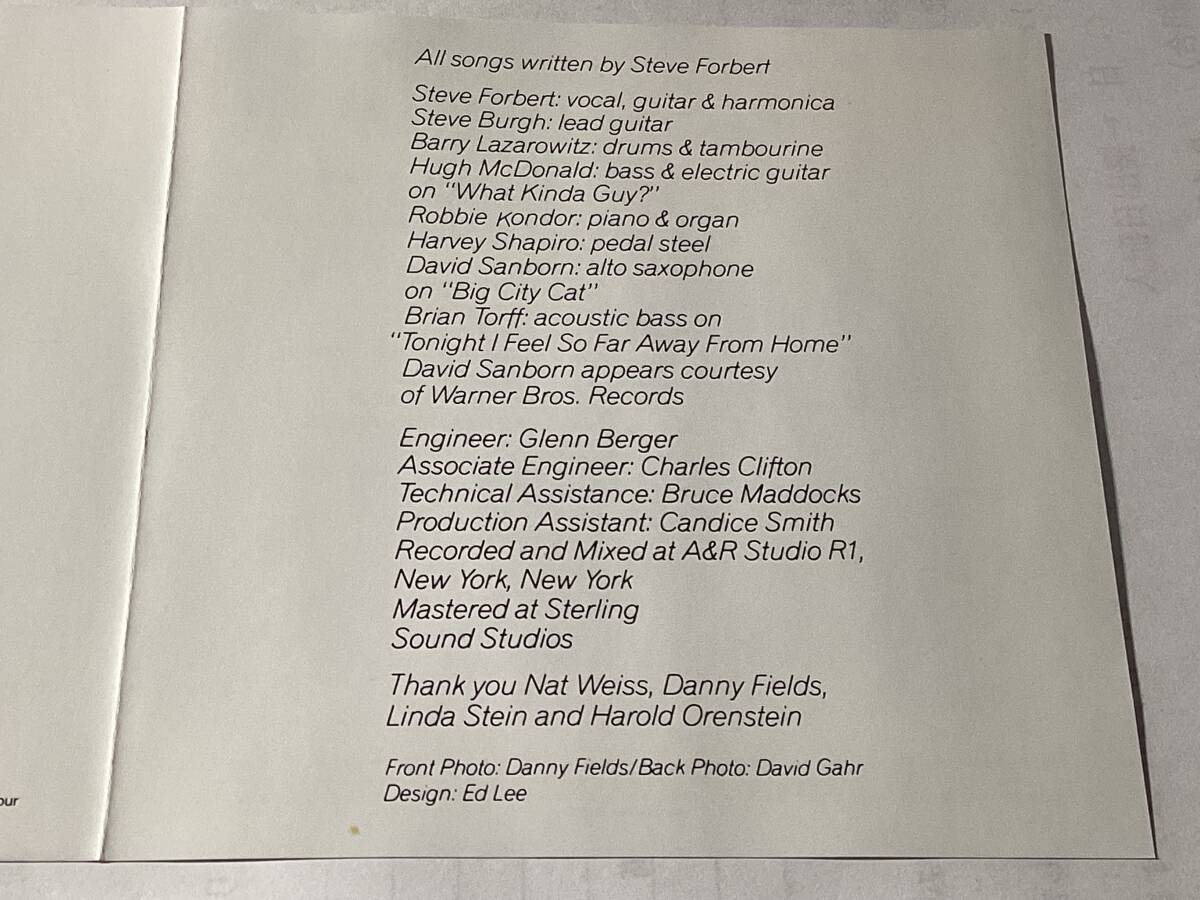 All songs written by Steve Forbert
Steve Forbert: vocal, guitar & harmonica
Steve Burgh: lead guitar
Barry Lazarowitz: drums & tambourine
Hugh McDonald: bass & electric guitar
on "What Kinda Guy?"
Robbie Kondor: piano & organ
Harvey Shapiro: pedal steel
David Sanborn: alto saxophone
on "Big City Cat"
Brian Torff: acoustic bass on
"Tonight I Feel So Far Away From Home"
David Sanborn appears courtesy
of Warner Bros. Records
Engineer: Glenn Berger
Associate Engineer: Charles Clifton
Technical Assistance: Bruce Maddocks
Production Assistant: Candice Smith
Recorded and Mixed at A&R Studio R1,
New York, New York
Mastered at Sterling
Sound Studios
Thank you Nat Weiss, Danny Fields,
Linda Stein and Harold Orenstein
Front Photo: Danny Fields/Back Photo: David Gahr
Design: Ed Lee